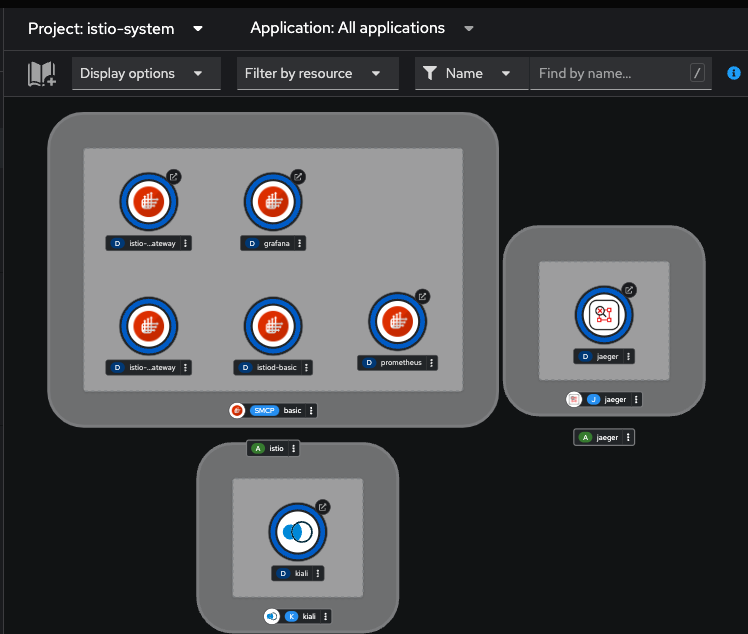 Project: istio-system
Application: All applications
Display options
Filter by resource
Name
Find by name...
/
i
D istio-...ateway
D grafana
D istio-...ateway
D istiod-basic
D prometheus
D jaeger
SMCP basic
J jaeger
A jaeger
A istio
D kiali
K kiali